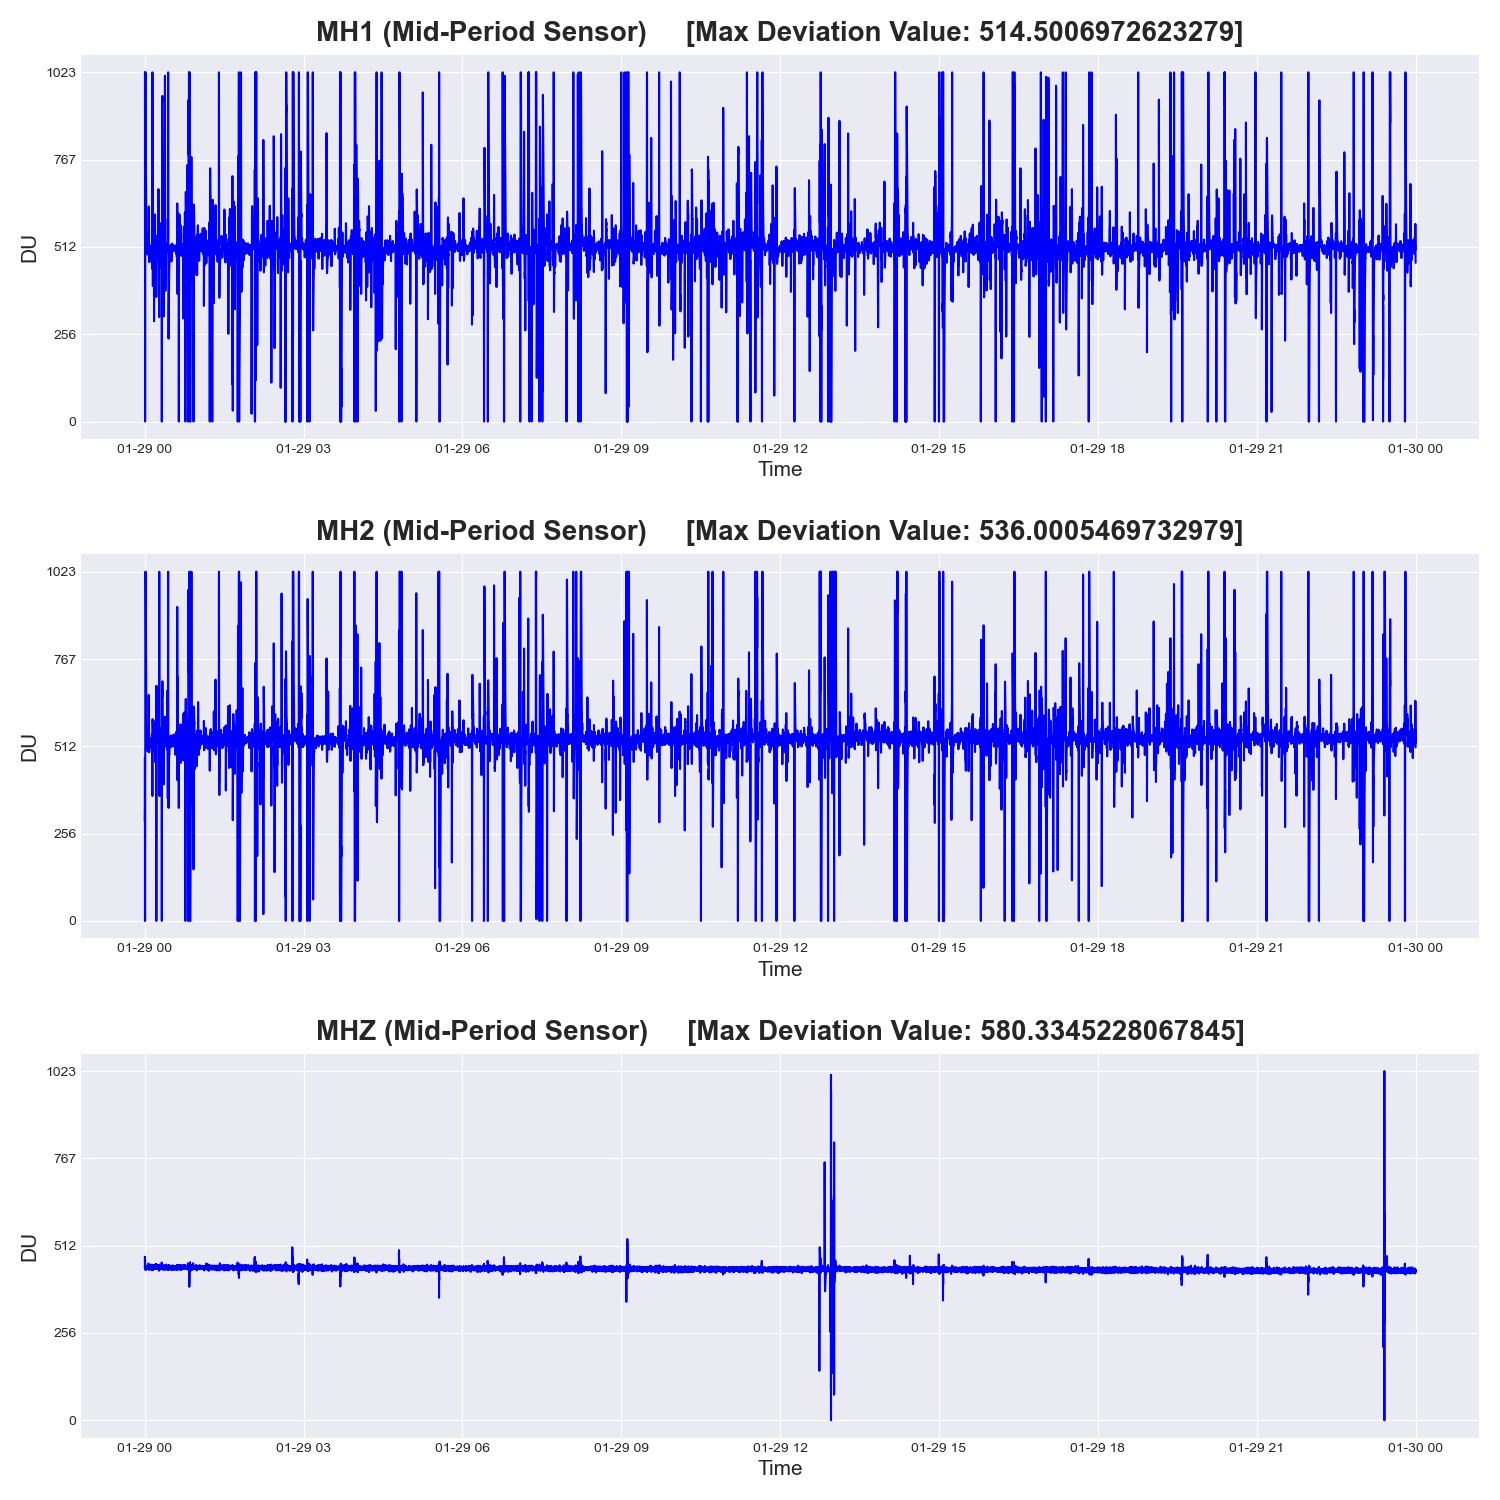 MH1 (Mid-Period Sensor) [Max Deviation Value: 514.5006972623279]
1023
767
512
256
0
DU
01-29 00 01-29 03 01-29 06 01-29 09 01-29 12 01-29 15 01-29 18 01-29 21 01-30 00
Time
MH2 (Mid-Period Sensor) [Max Deviation Value: 536.0005469732979]
1023
767
512
256
0
DU
01-29 00 01-29 03 01-29 06 01-29 09 01-29 12 01-29 15 01-29 18 01-29 21 01-30 00
Time
MHZ (Mid-Period Sensor) [Max Deviation Value: 580.3345228067845]
1023
767
512
256
0
DU
01-29 00 01-29 03 01-29 06 01-29 09 01-29 12 01-29 15 01-29 18 01-29 21 01-30 00
Time